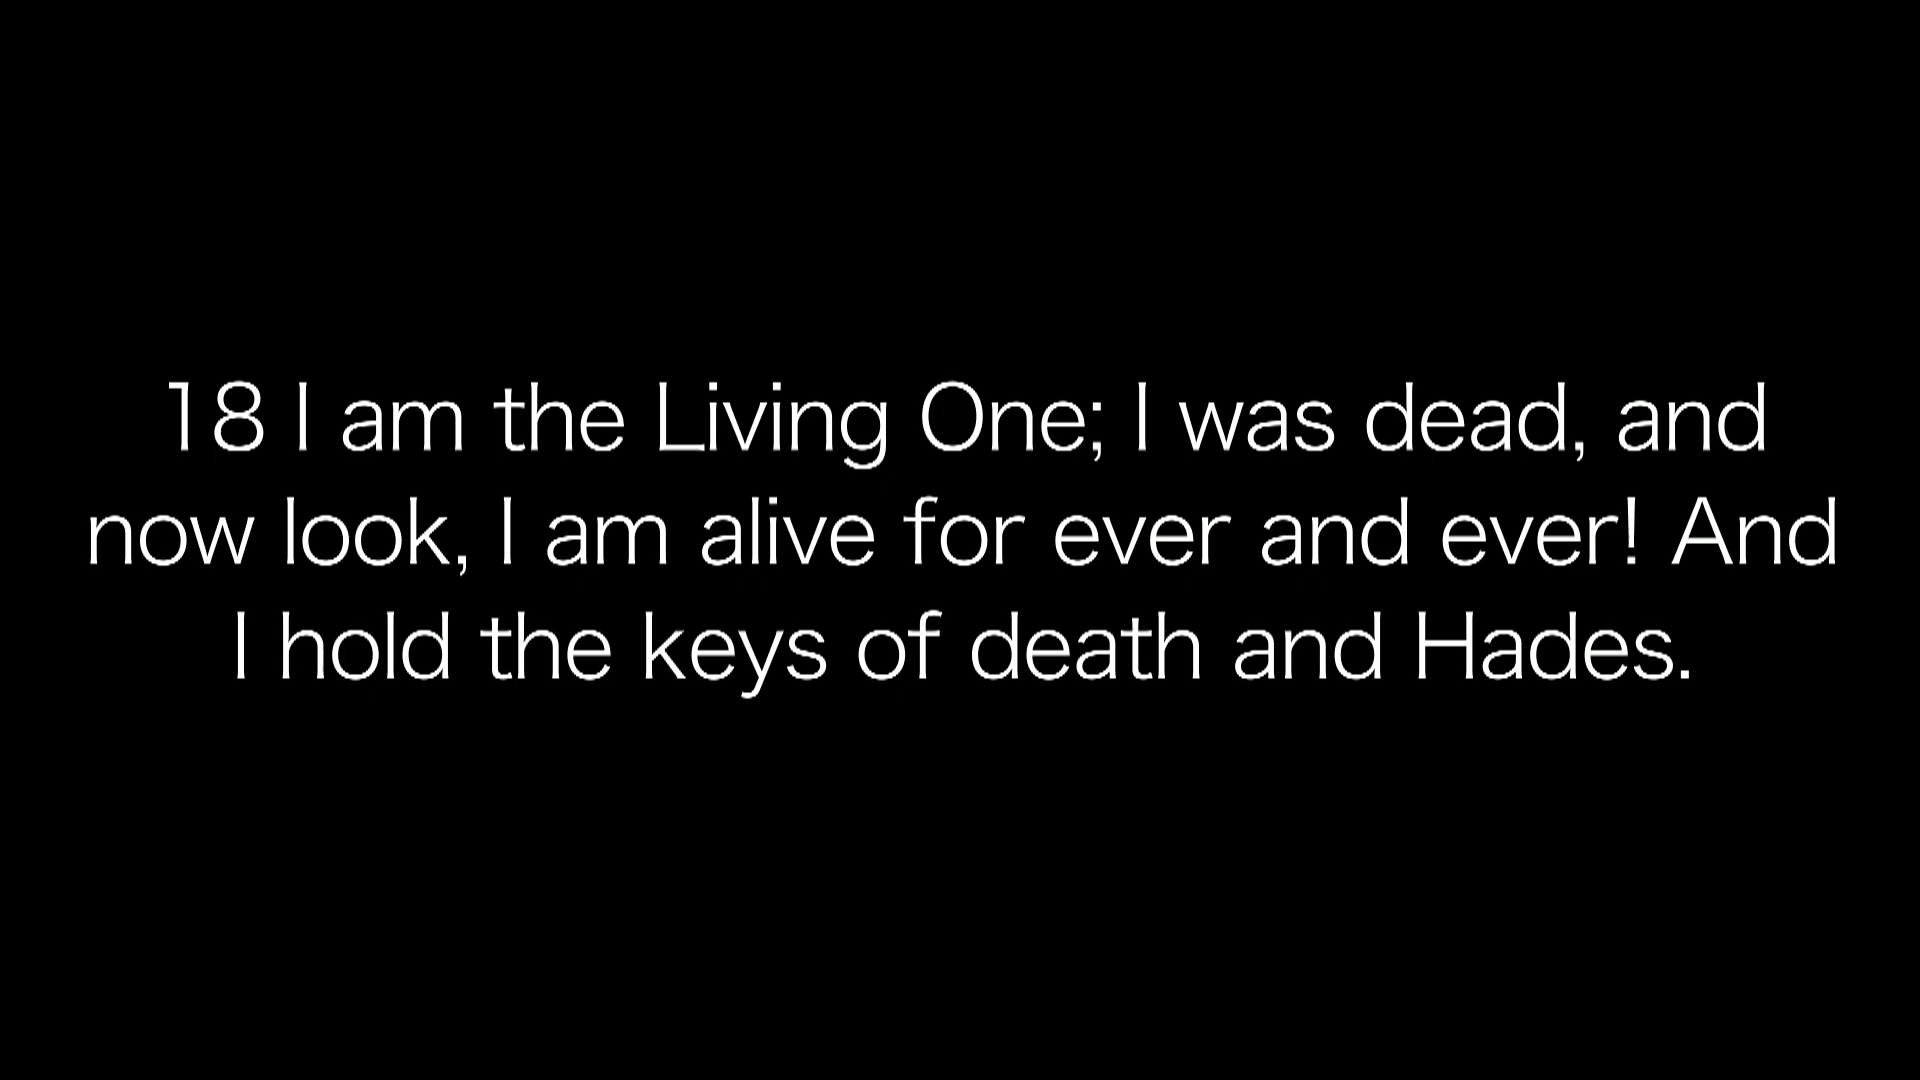 18 I am the Living One; I was dead, and
now look, I am alive for ever and ever! And
I hold the keys of death and Hades.